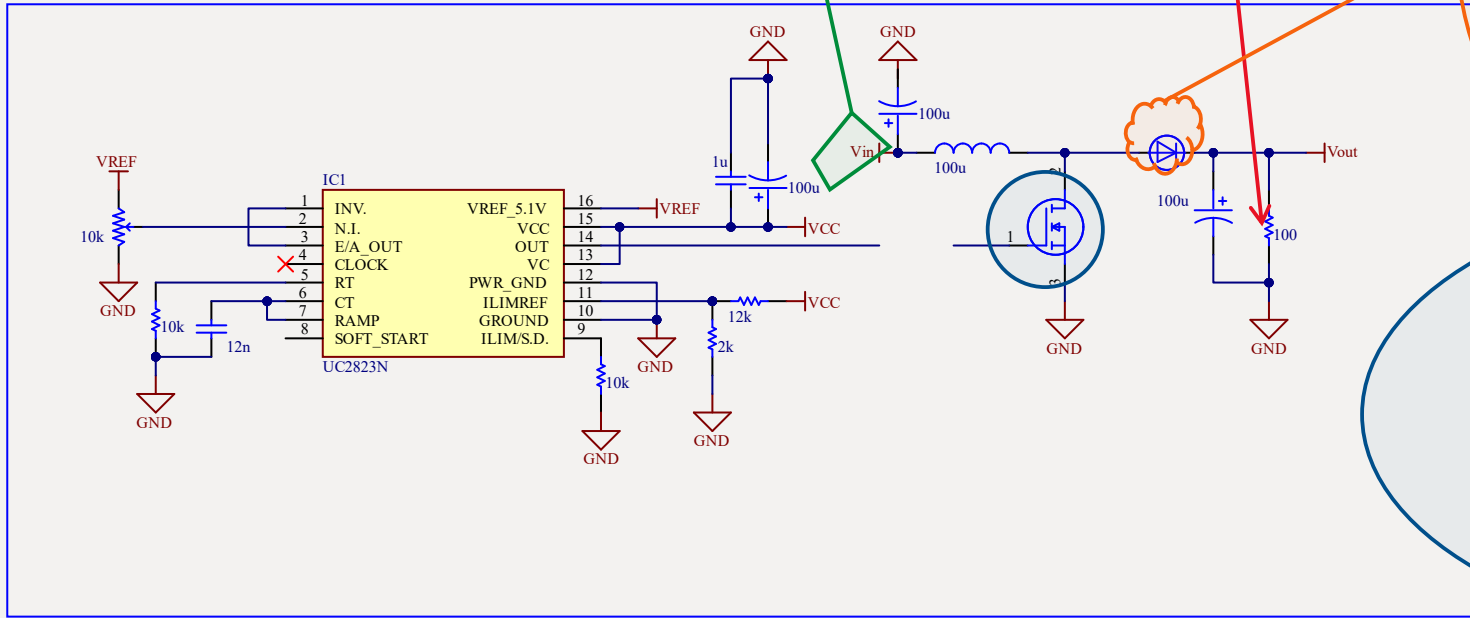 GND
GND
100u
Vin
100u
Vout
1u
100u
VREF
10k
GND
IC1
1 INV.
2 N.I.
3 E/A_OUT
4 CLOCK
5 RT
6 CT
7 RAMP
8 SOFT_START
VREF_5.1V 16
VCC 15
OUT 14
VC 13
PWR_GND 12
ILIMREF 11
GROUND 10
ILIM/S.D. 9
UC2823N
VREF
VCC
VCC
12k
2k
GND
10k
GND
GND
10k
12n
GND
2
1
3
GND
100u
100
GND